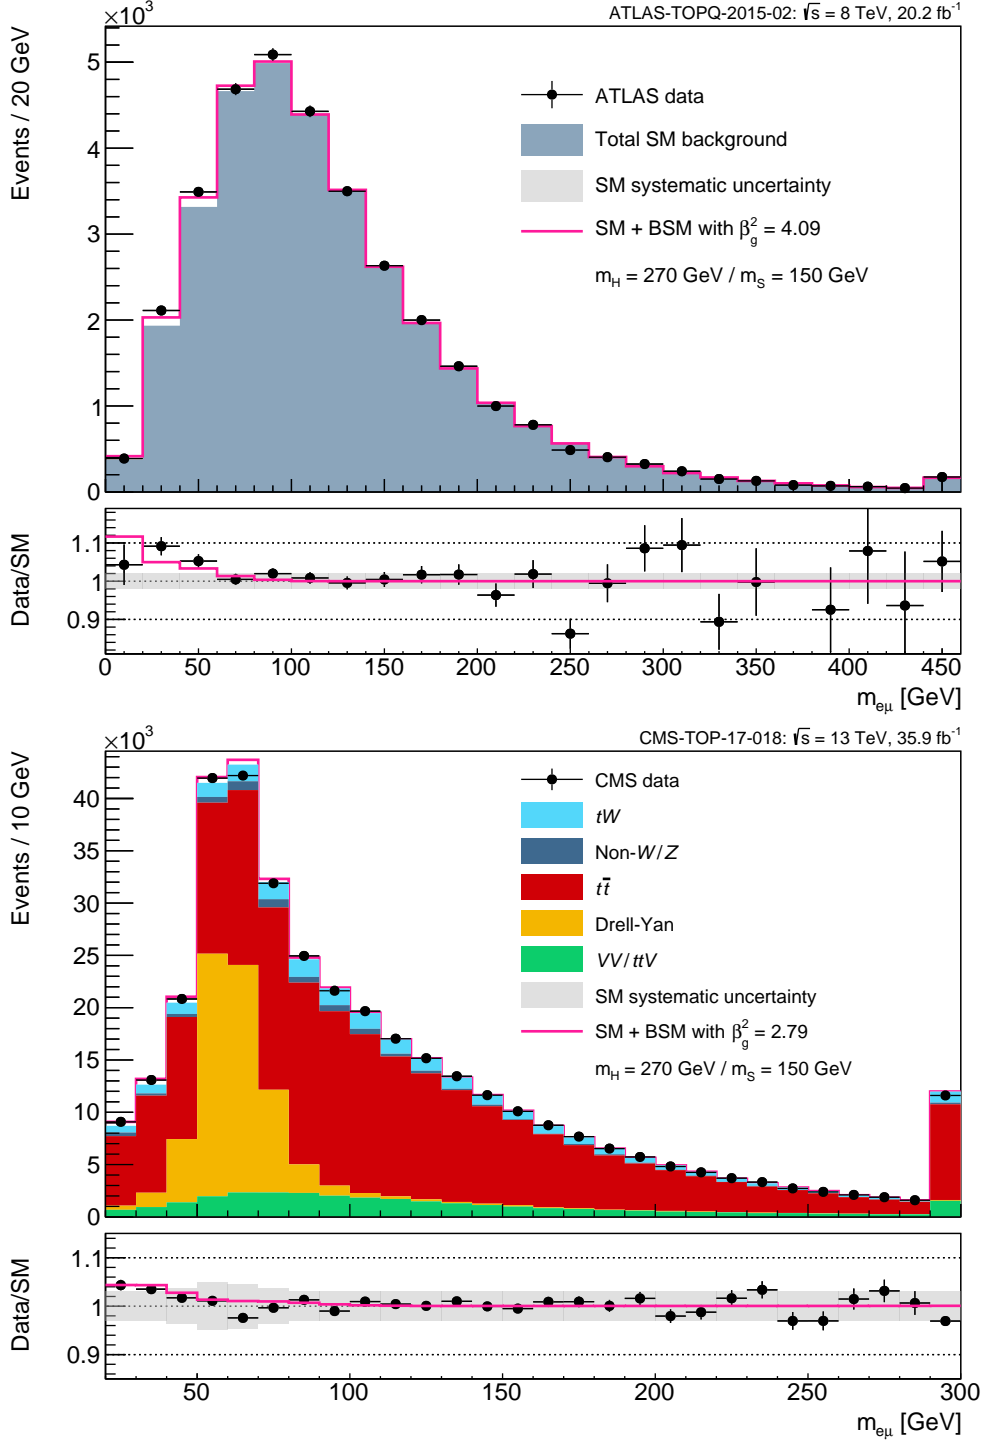 ×10³
ATLAS-TOPQ-2015-02: √s = 8 TeV, 20.2 fb⁻¹
Events / 20 GeV
5
4
3
2
1
0
ATLAS data
Total SM background
SM systematic uncertainty
SM + BSM with β²g = 4.09
mH = 270 GeV / mS = 150 GeV
Data/SM
1.1
1
0.9
0 50 100 150 200 250 300 350 400 450
meμ [GeV]
×10³
CMS-TOP-17-018: √s = 13 TeV, 35.9 fb⁻¹
Events / 10 GeV
40
35
30
25
20
15
10
5
0
CMS data
tW
Non-W/Z
tt̄
Drell-Yan
VV/ttV
SM systematic uncertainty
SM + BSM with β²g = 2.79
mH = 270 GeV / mS = 150 GeV
Data/SM
1.1
1
0.9
50 100 150 200 250 300
meμ [GeV]